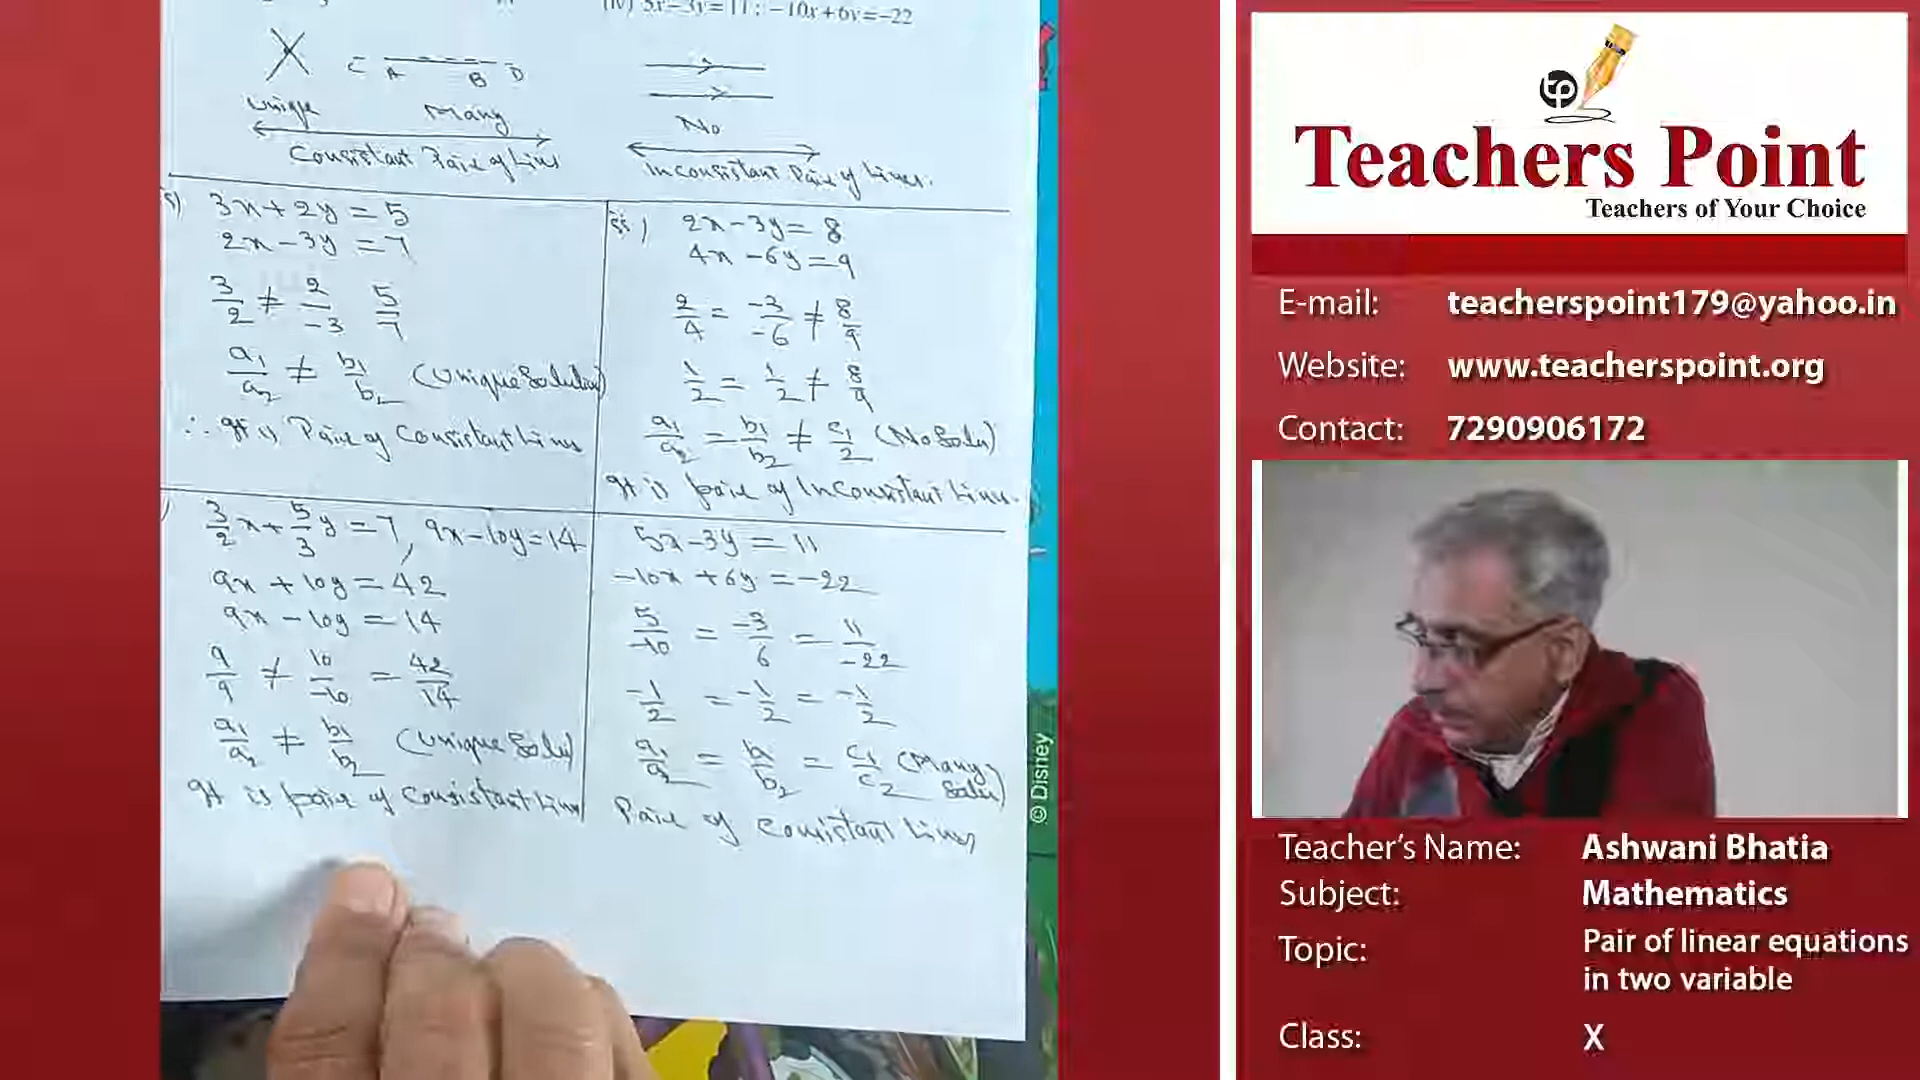 (iv) 5x-3y=11; -10x+6y=-22
C A B D
Unique Many No
Consistant Pair of Lines
Inconsistant Pair of Lines.
3x+2y=5
2x-3y=7
3/2 ≠ 2/-3 5/7
a1/a2 ≠ b1/b2 (Unique Solution)
∴ It is Pair of Consistant Lines
ii) 2x-3y=8
4x-6y=9
2/4 = -3/-6 ≠ 8/9
1/2 = 1/2 ≠ 8/9
a1/a2 = b1/b2 ≠ c1/2 (No Soln)
It is pair of Inconsistant Lines.
3/2x+5/3y=7, 9x-10y=14
9x+10y=42
9x-10y=14
9/9 ≠ 10/-10 = 42/14
a1/a2 ≠ b1/b2 (Unique Soln)
It is pair of Consistant Lines
5x-3y=11
-10x+6y=-22
5/-10 = -3/6 = 11/-22
-1/2 = -1/2 = -1/2
a1/a2 = b1/b2 = c1/c2 (Many
Soln)
Pair of Consistant Lines
© Disney
tp
Teachers Point
Teachers of Your Choice
E-mail: teacherspoint179@yahoo.in
Website: www.teacherspoint.org
Contact: 7290906172
Teacher's Name: Ashwani Bhatia
Subject: Mathematics
Topic: Pair of linear equations
in two variable
Class: X